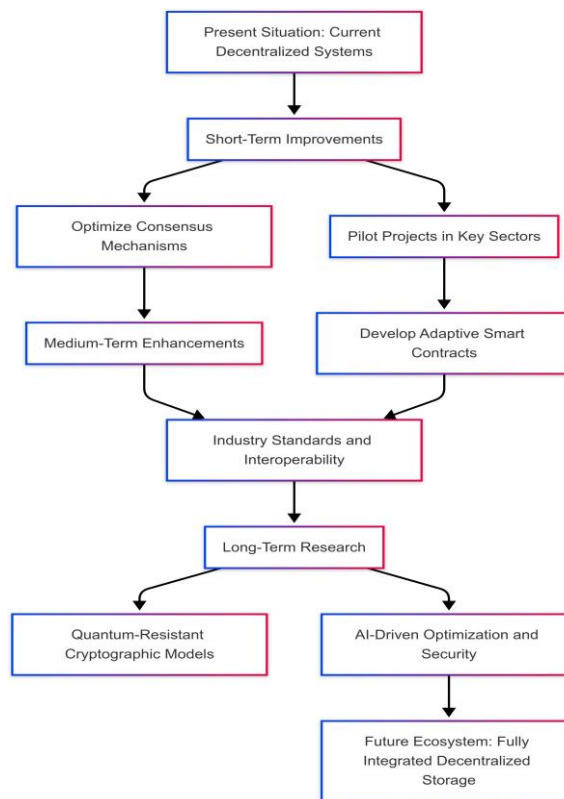 Present Situation: Current
Decentralized Systems
Short-Term Improvements
Optimize Consensus
Mechanisms
Pilot Projects in Key Sectors
Medium-Term Enhancements
Develop Adaptive Smart
Contracts
Industry Standards and
Interoperability
Long-Term Research
Quantum-Resistant
Cryptographic Models
AI-Driven Optimization and
Security
Future Ecosystem: Fully
Integrated Decentralized
Storage